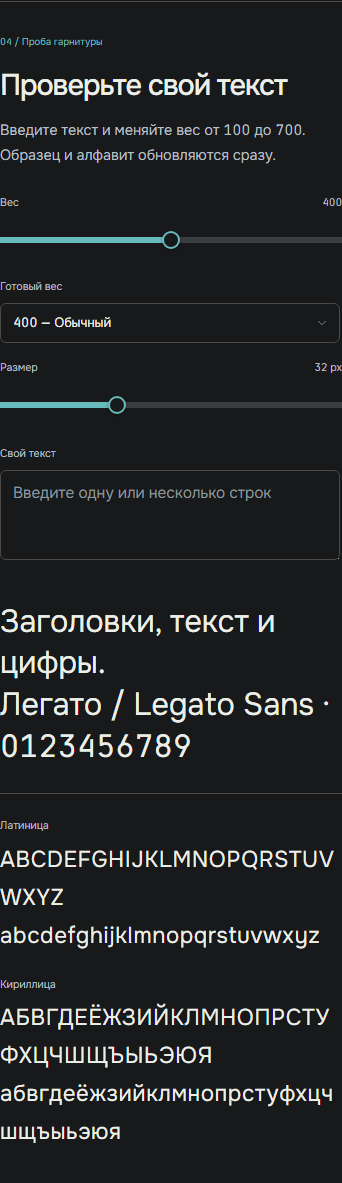 04 / Проба гарнитуры
Проверьте свой текст
Введите текст и меняйте вес от 100 до 700.
Образец и алфавит обновляются сразу.
Вес 400
Готовый вес
400 — Обычный
Размер 32 px
Свой текст
Введите одну или несколько строк
Заголовки, текст и
цифры.
Легато / Legato Sans ·
0123456789
Латиница
ABCDEFGHIJKLMNOPQRSTUV
WXYZ
abcdefghijklmnopqrstuvwxyz
Кириллица
АБВГДЕЁЖЗИЙКЛМНОПРСТУ
ФХЦЧШЩЪЫЬЭЮЯ
абвгдеёжзийклмнопрстуфхцч
шщъыьэюя